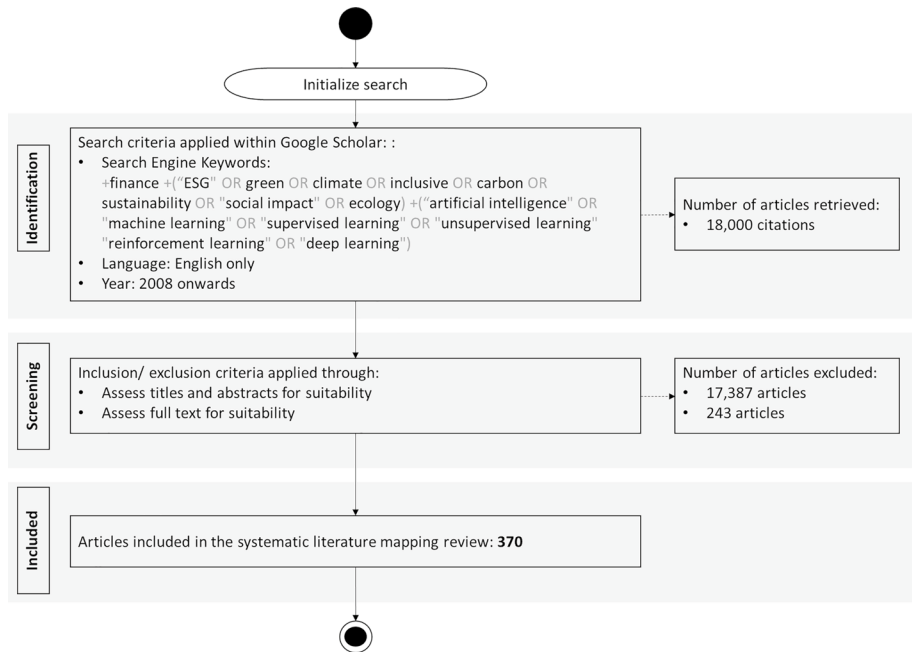 Initialize search
Identification
Search criteria applied within Google Scholar: :
• Search Engine Keywords:
+finance +(“ESG" OR green OR climate OR inclusive OR carbon OR
sustainability OR "social impact" OR ecology) +(“artificial intelligence" OR
"machine learning" OR "supervised learning" OR "unsupervised learning"
"reinforcement learning" OR "deep learning")
• Language: English only
• Year: 2008 onwards
Number of articles retrieved:
• 18,000 citations
Screening
Inclusion/ exclusion criteria applied through:
• Assess titles and abstracts for suitability
• Assess full text for suitability
Number of articles excluded:
• 17,387 articles
• 243 articles
Included
Articles included in the systematic literature mapping review: 370